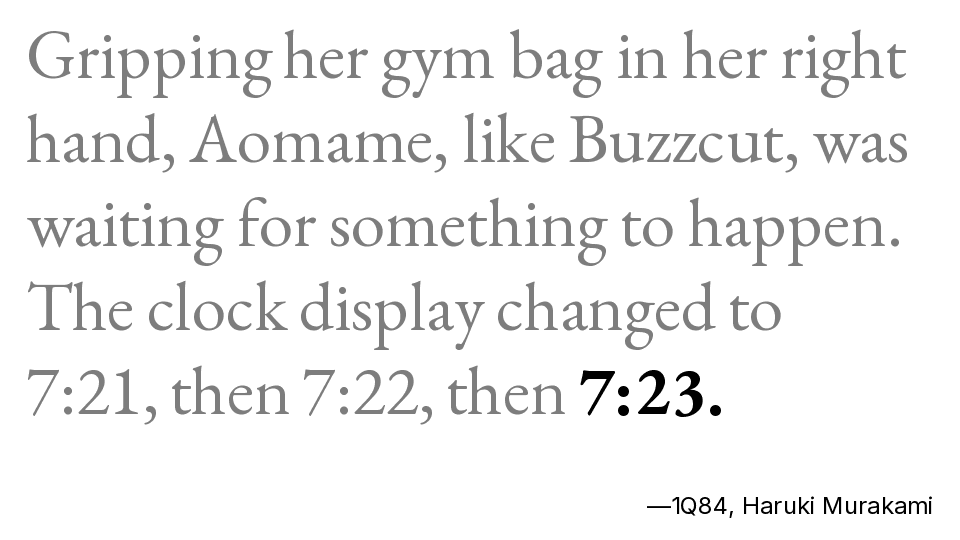 Gripping her gym bag in her right
hand, Aomame, like Buzzcut, was
waiting for something to happen.
The clock display changed to
7:21, then 7:22, then 7:23.
—1Q84, Haruki Murakami